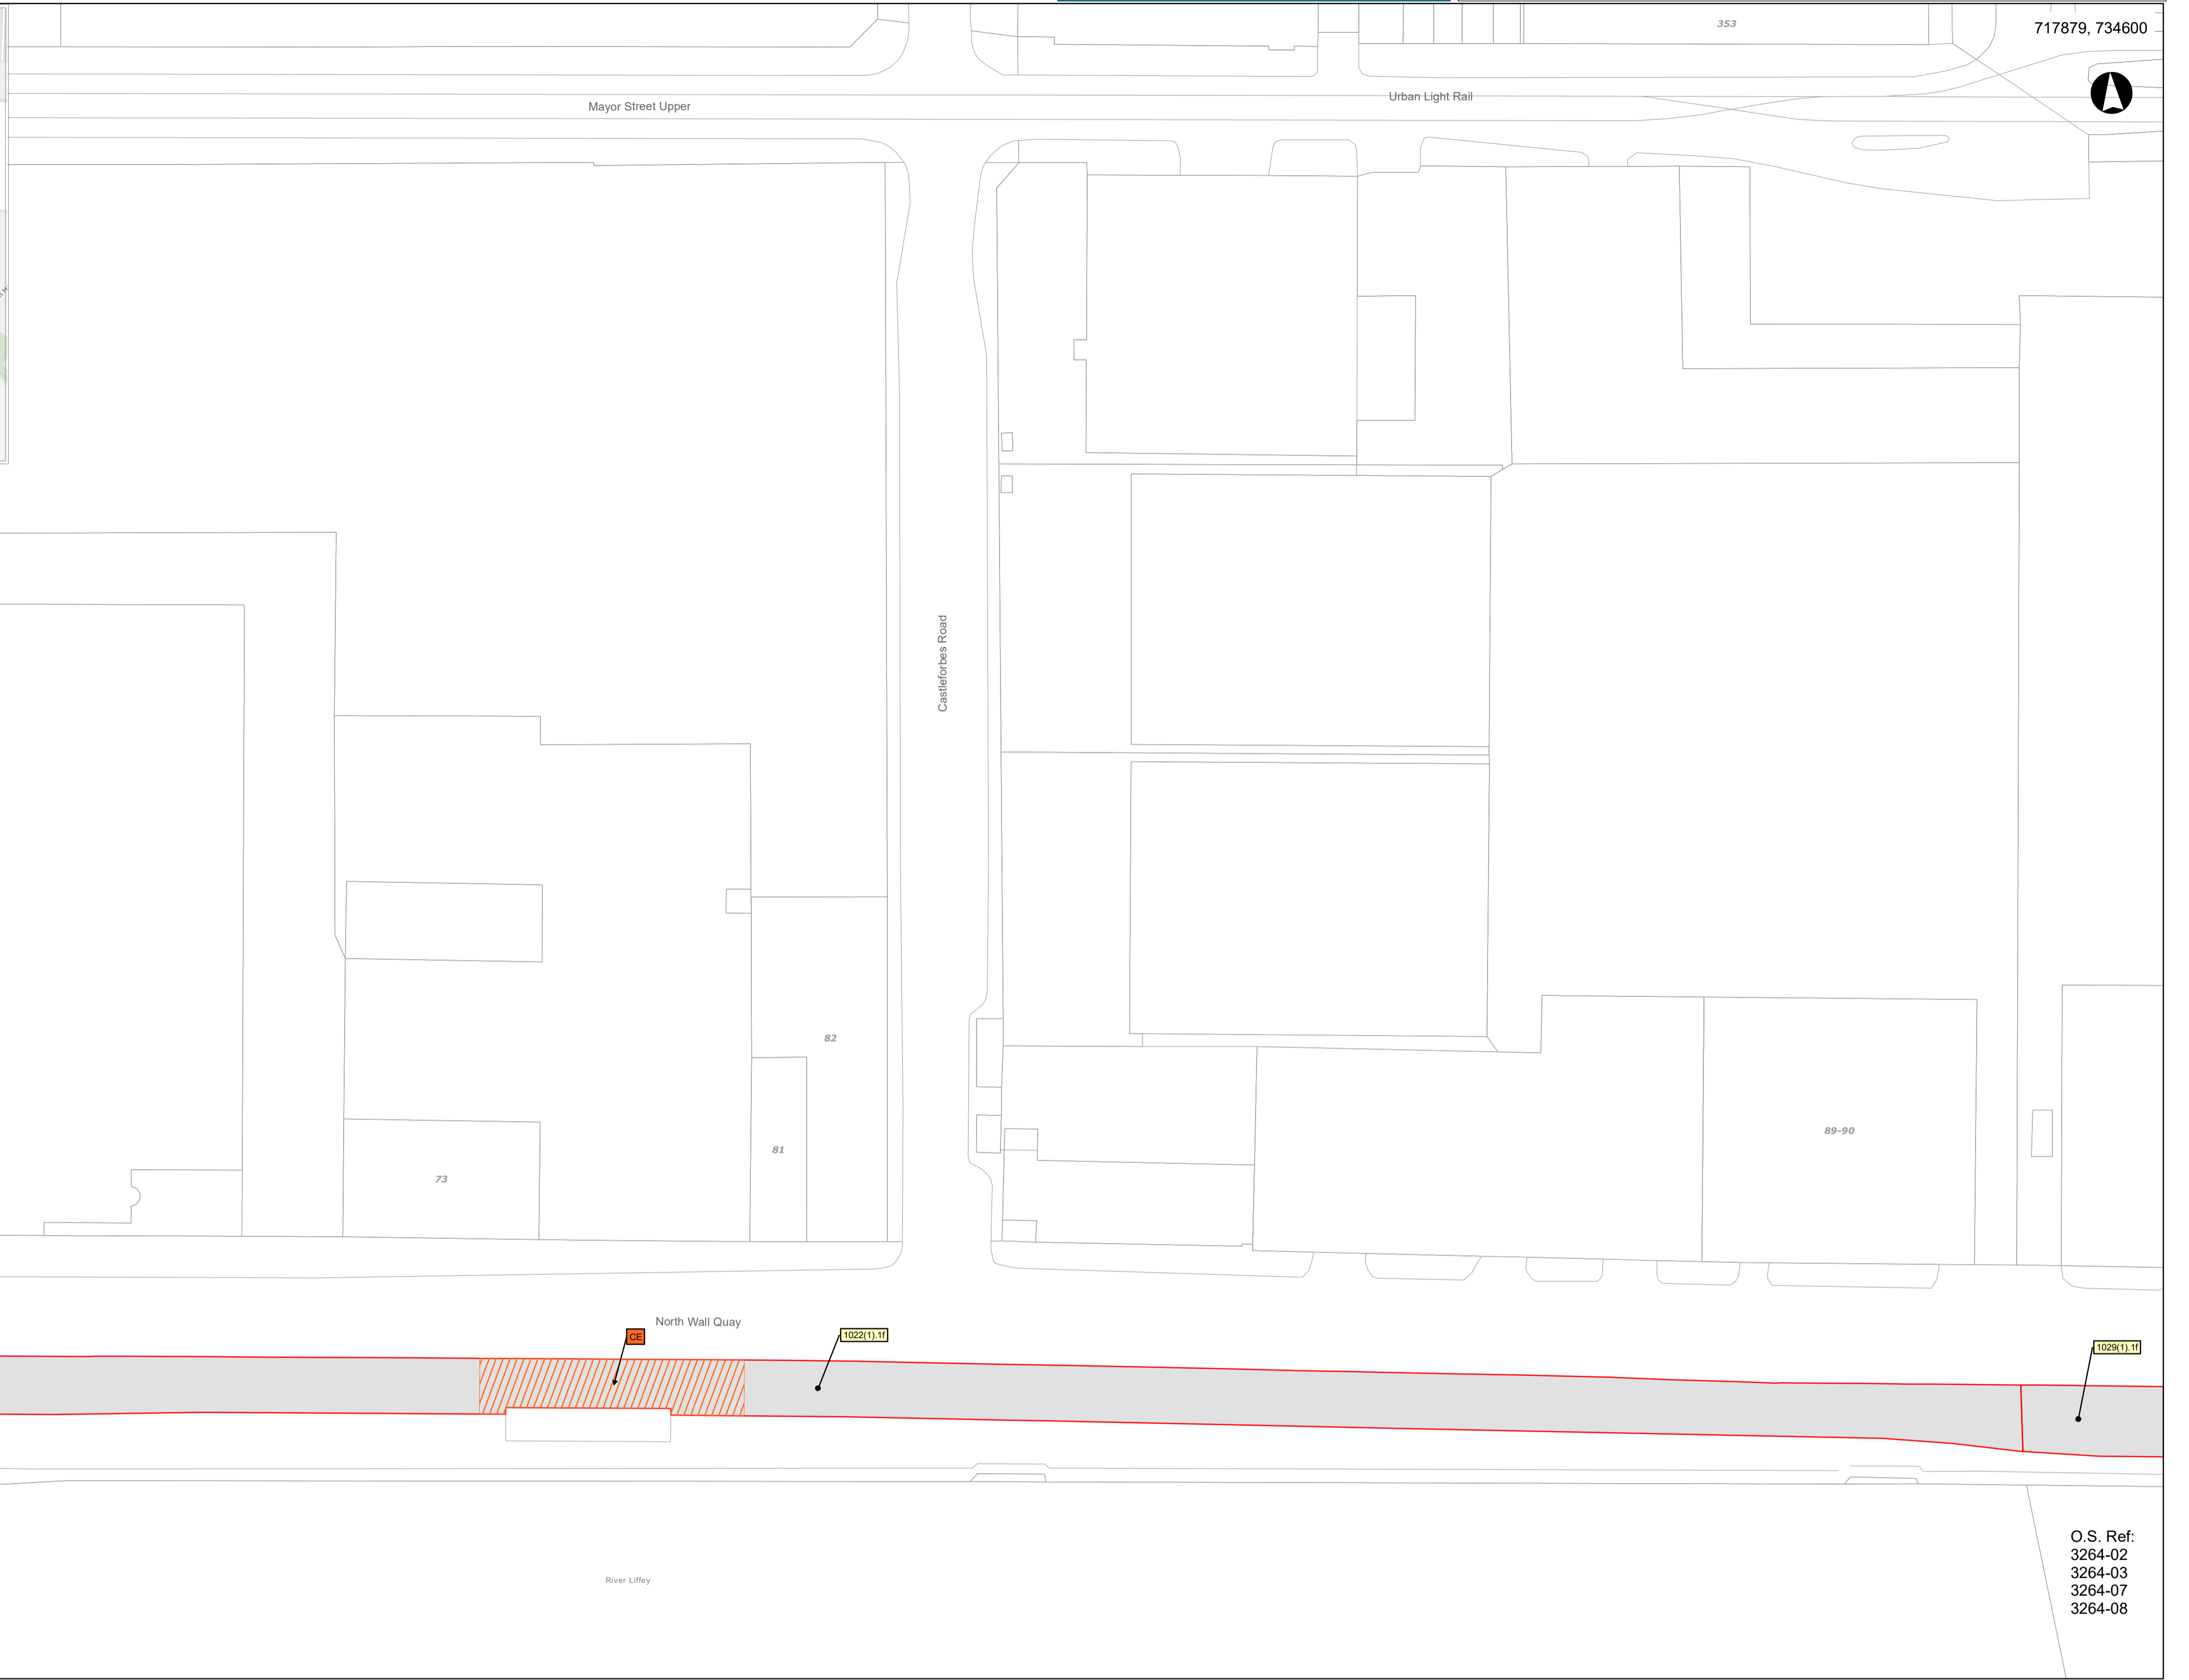 353
717879, 734600
Urban Light Rail
Mayor Street Upper
Castleforbes Road
82
89-90
81
73
North Wall Quay
CE
1022(1).1f
1029(1).1f
O.S. Ref:
3264-02
3264-03
3264-07
3264-08
River Liffey